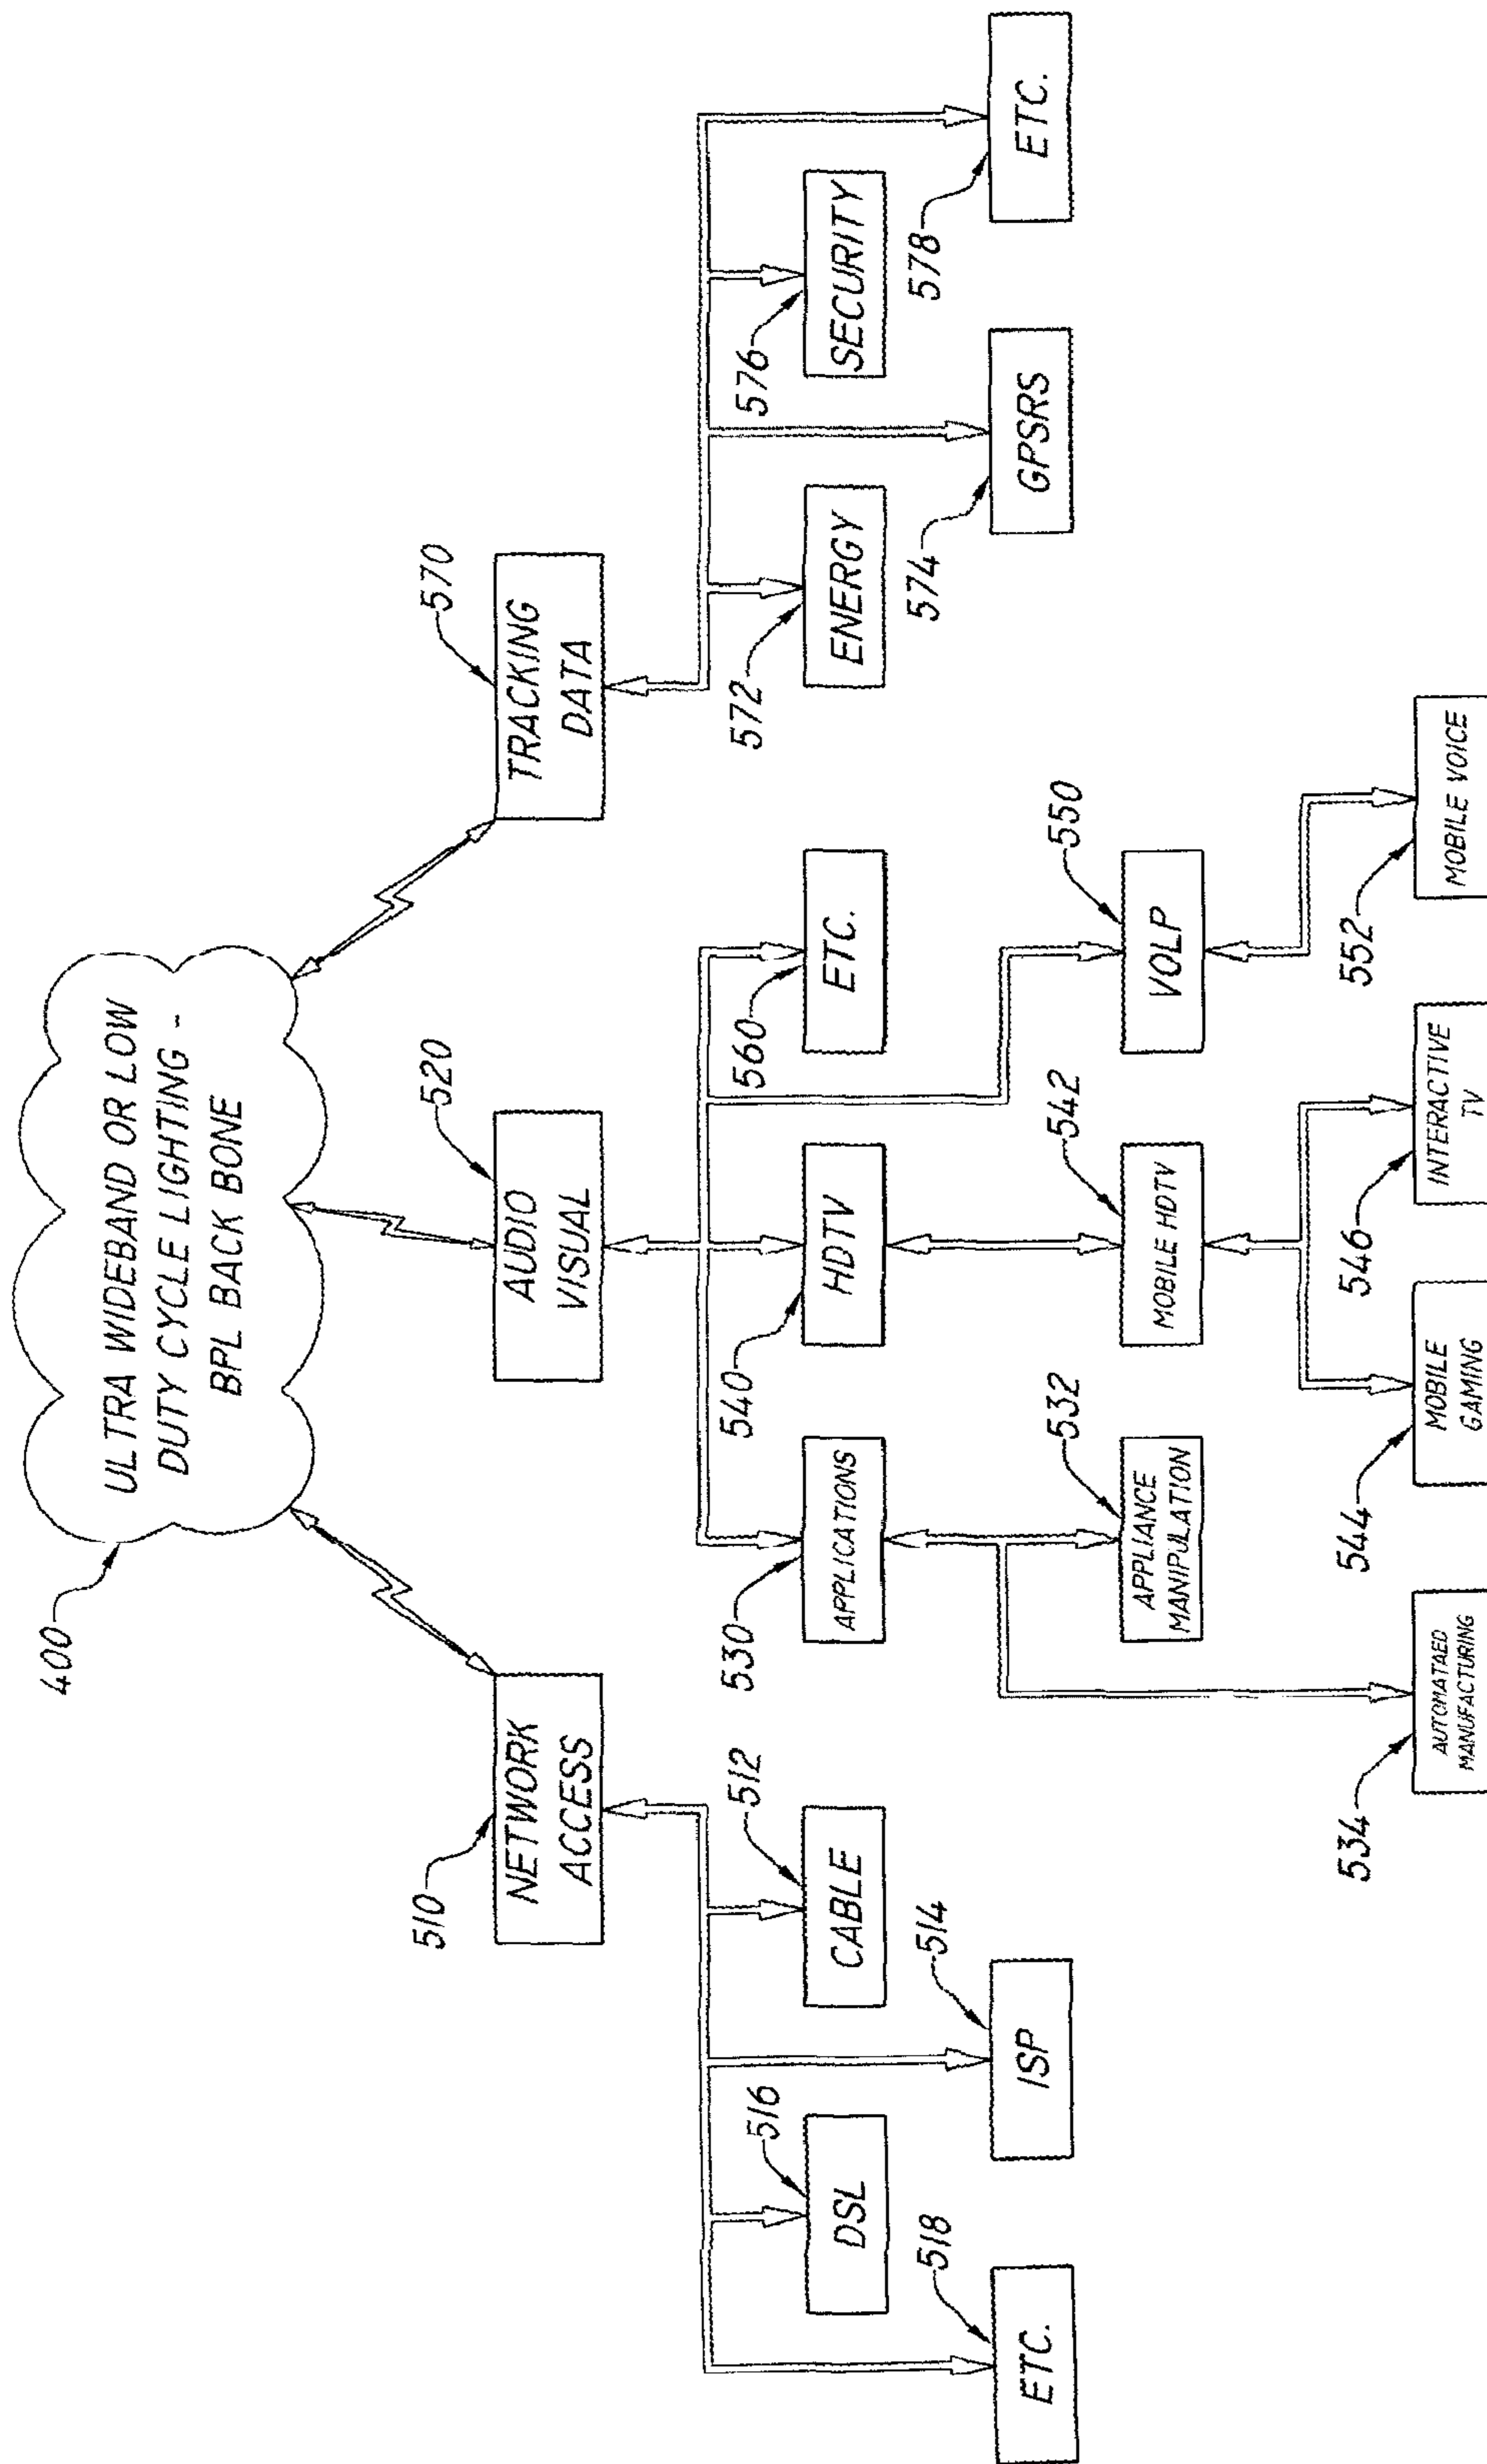 400
ULTRA WIDEBAND OR LOW
DUTY CYCLE LIGHTING -
BPL BACK BONE
510
NETWORK
ACCESS
520
AUDIO
VISUAL
570
TRACKING
DATA
518
ETC.
516
DSL
514
ISP
512
CABLE
530
APPLICATIONS
540
HDTV
560
ETC.
572
ENERGY
574
GPSRS
576
SECURITY
578
ETC.
532
APPLIANCE
MANIPULATION
542
MOBILE HDTV
550
VOLP
534
AUTOMATAED
MANUFACTURING
544
MOBILE
GAMING
546
INTERACTIVE
TV
552
MOBILE VOICE